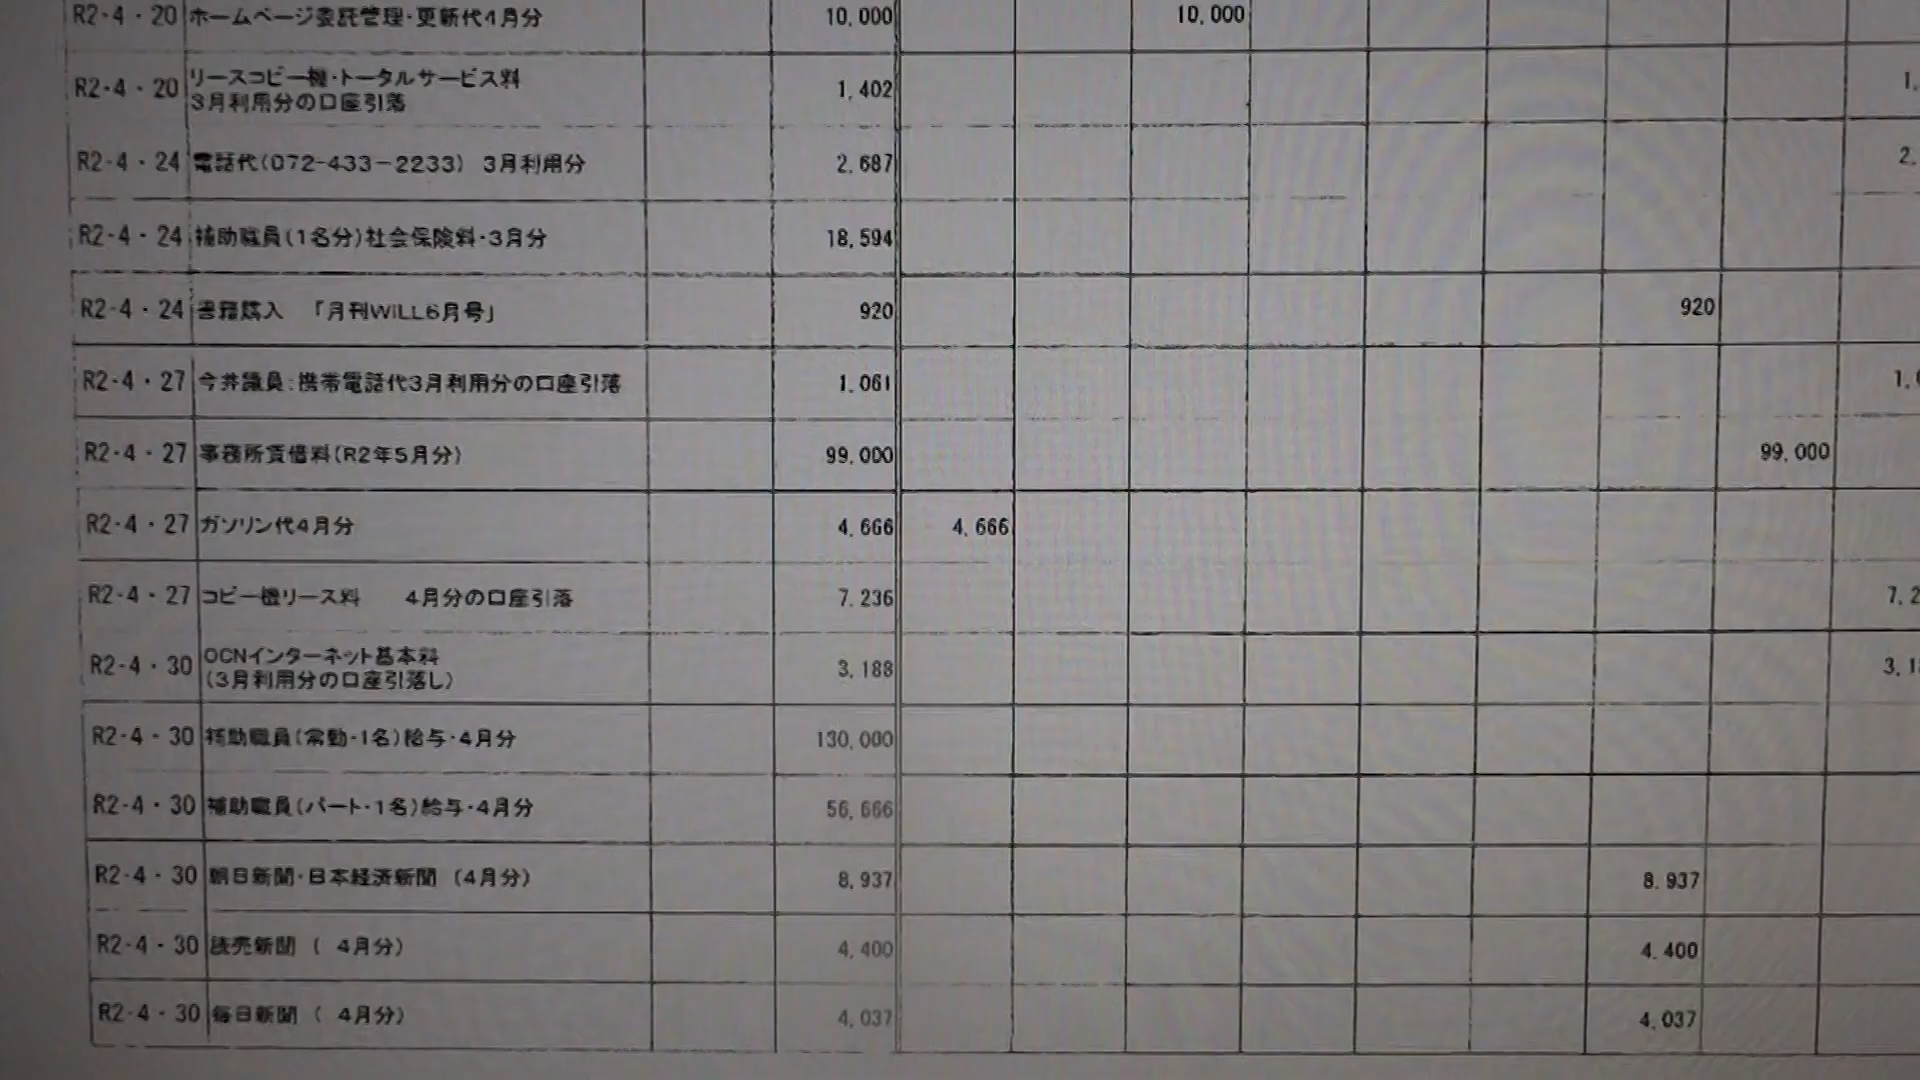 R2-4・20 ホームページ委託管理・更新代4月分 10,000 10,000
R2-4・20 リースコピー機・トータルサービス料
3月利用分の口座引落 1,402 1.
R2-4・24 電話代(072-433-2233) 3月利用分 2,687 2.
R2-4・24 補助職員(1名分)社会保険料・3月分 18,594
R2-4・24 書籍購入 「月刊WILL6月号」 920 920
R2-4・27 今井議員:携帯電話代3月利用分の口座引落 1,061 1,
R2-4・27 事務所賃借料(R2年5月分) 99,000 99,000
R2-4・27 ガソリン代4月分 4,666 4,666
R2-4・27 コピー機リース料 4月分の口座引落 7,236 7,2
R2-4・30 OCNインターネット基本料
(3月利用分の口座引落し) 3,188 3,1
R2-4・30 補助職員(常勤・1名)給与・4月分 130,000
R2-4・30 補助職員(パート・1名)給与・4月分 56,666
R2-4・30 朝日新聞・日本経済新聞 (4月分) 8,937 8,937
R2-4・30 読売新聞 ( 4月分) 4,400 4,400
R2-4・30 毎日新聞 ( 4月分) 4,037 4,037